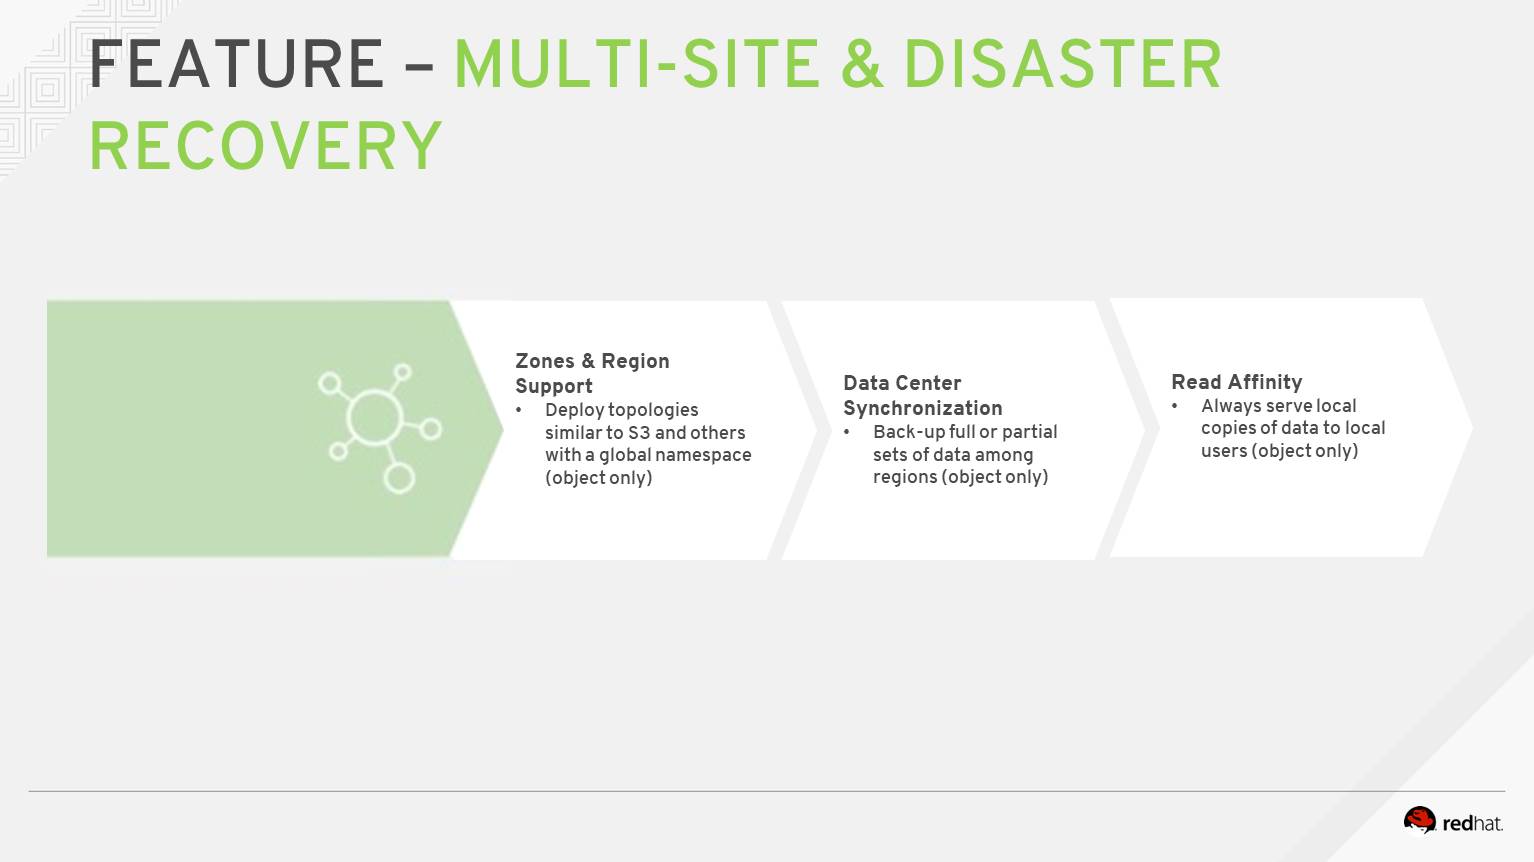 FEATURE – MULTI-SITE & DISASTER
RECOVERY
Zones & Region
Support
• Deploy topologies
similar to S3 and others
with a global namespace
(object only)
Data Center
Synchronization
• Back-up full or partial
sets of data among
regions (object only)
Read Affinity
• Always serve local
copies of data to local
users (object only)
redhat.